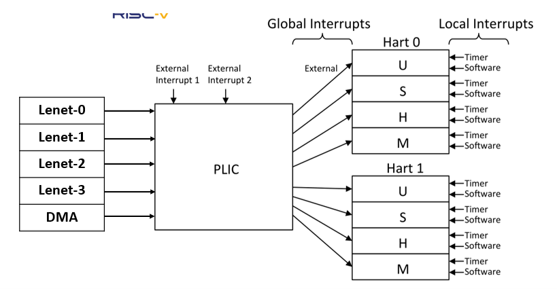 RISC-V
Global Interrupts
Local Interrupts
Hart 0
External
Interrupt 1
External
Interrupt 2
External
U
Timer
Software
S
Timer
Software
H
Timer
Software
M
Timer
Software
Lenet-0
Lenet-1
Lenet-2
Lenet-3
DMA
PLIC
Hart 1
U
Timer
Software
S
Timer
Software
H
Timer
Software
M
Timer
Software